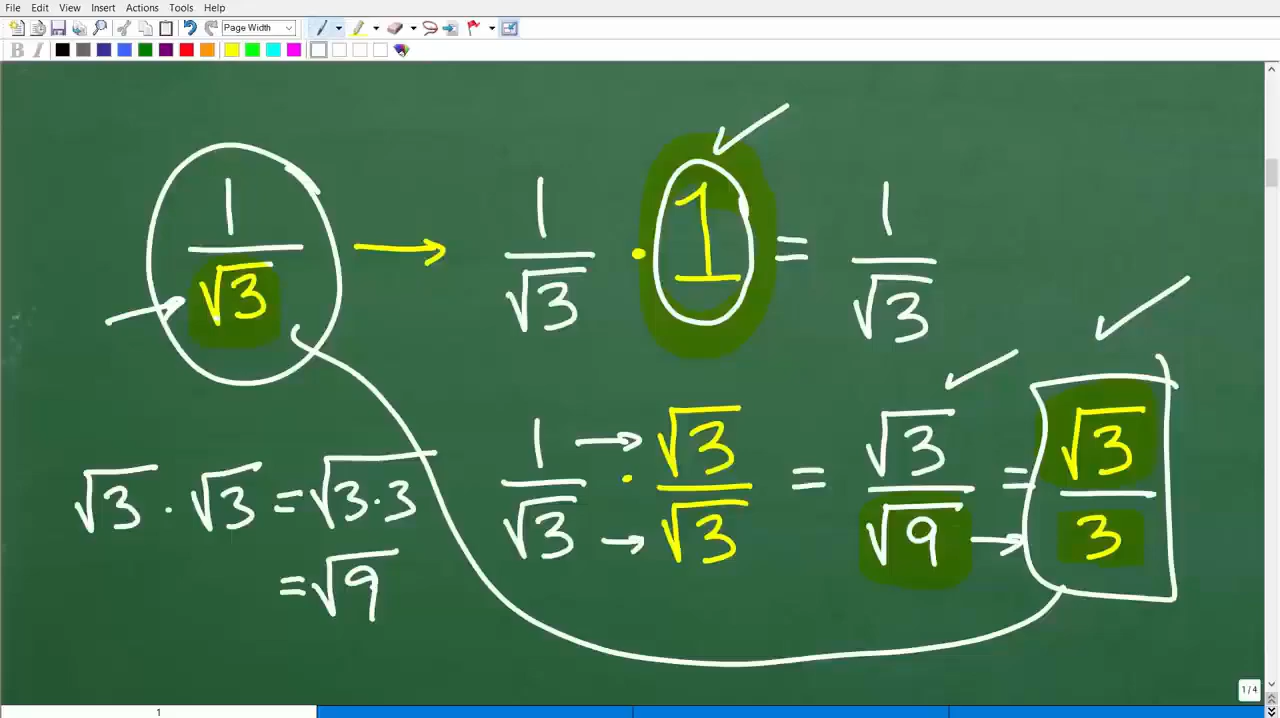 File Edit View Insert Actions Tools Help
Page Width
B I
1/√3 → 1/√3 · 1 = 1/√3
1/√3 → · √3/√3 = √3/√9 → = √3/3
√3 · √3 = √3·3
= √9
1/4
1